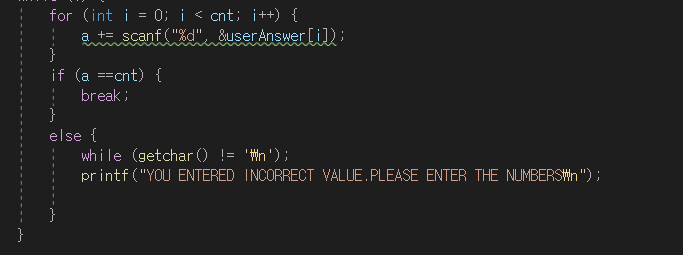 for (int i = 0; i < cnt; i++) {
a += scanf("%d", &userAnswer[i]);
}
if (a ==cnt) {
break;
}
else {
while (getchar() != '₩n');
printf("YOU ENTERED INCORRECT VALUE.PLEASE ENTER THE NUMBERS₩n");
}
}